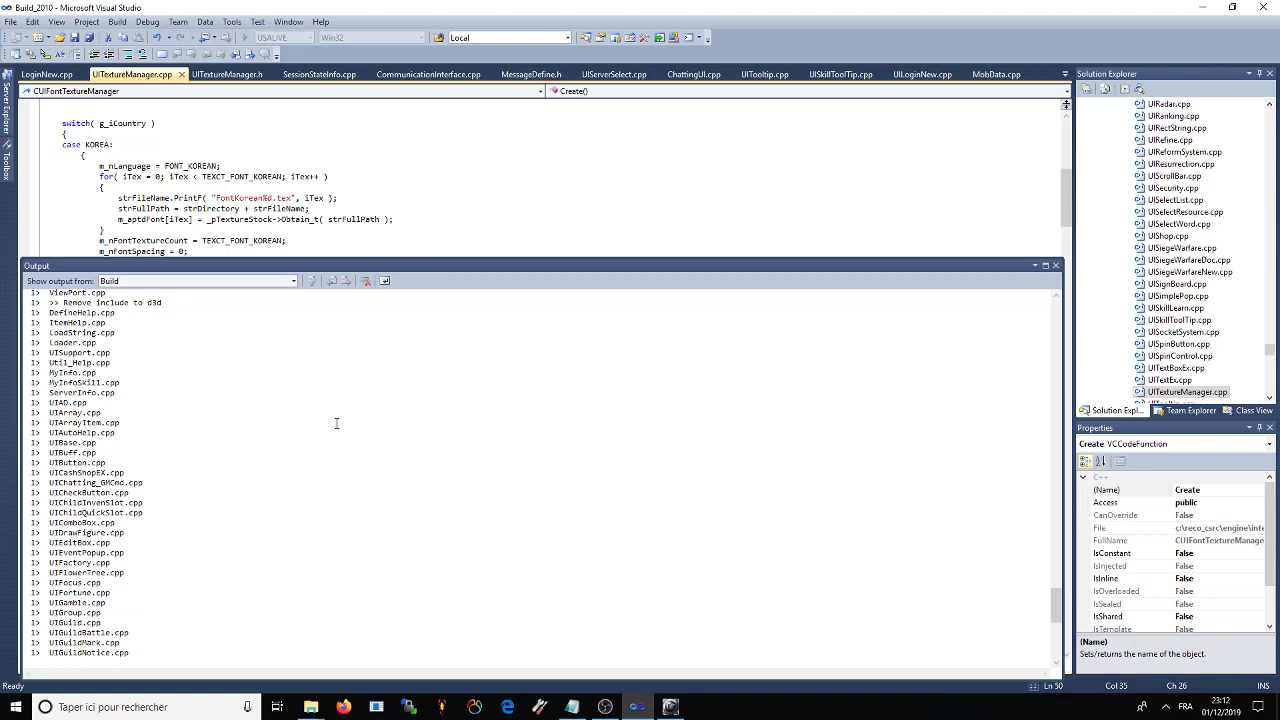 Build_2010 - Microsoft Visual Studio
File Edit View Project Build Debug Team Data Tools Test Window Help
USALIVE Win32 Local
LoginNew.cpp UITextureManager.cpp UITextureManager.h SessionStateInfo.cpp CommunicationInterface.cpp MessageDefine.h UIServerSelect.cpp ChattingUI.cpp UITooltip.cpp UISkillToolTip.cpp UILoginNew.cpp MobData.cpp
CUIFontTextureManager Create()
switch( g_iCountry )
{
case KOREA:
{
m_nLanguage = FONT_KOREAN;
for( iTex = 0; iTex < TEXCT_FONT_KOREAN; iTex++ )
{
strFileName.PrintF( "FontKorean%d.tex", iTex );
strFullPath = strDirectory + strFileName;
m_aptdFont[iTex] = _pTextureStock->Obtain_t( strFullPath );
}
m_nFontTextureCount = TEXCT_FONT_KOREAN;
m_nFontSpacing = 0;
Output
Show output from: Build
1> ViewPort.cpp
1> >> Remove include to d3d
1> DefineHelp.cpp
1> ItemHelp.cpp
1> LoadString.cpp
1> Loader.cpp
1> UISupport.cpp
1> Util_Help.cpp
1> MyInfo.cpp
1> MyInfoSkill.cpp
1> ServerInfo.cpp
1> UIAD.cpp
1> UIArray.cpp
1> UIArrayItem.cpp
1> UIAutoHelp.cpp
1> UIBase.cpp
1> UIBuff.cpp
1> UIButton.cpp
1> UICashShopEX.cpp
1> UIChatting_GMCmd.cpp
1> UICheckButton.cpp
1> UIChildInvenSlot.cpp
1> UIChildQuickSlot.cpp
1> UIComboBox.cpp
1> UIDrawFigure.cpp
1> UIEditBox.cpp
1> UIEventPopup.cpp
1> UIFactory.cpp
1> UIFlowerTree.cpp
1> UIFocus.cpp
1> UIFortune.cpp
1> UIGamble.cpp
1> UIGroup.cpp
1> UIGuild.cpp
1> UIGuildBattle.cpp
1> UIGuildMark.cpp
1> UIGuildNotice.cpp
Server Explorer
Toolbox
Solution Explorer
UIRadar.cpp
UIRanking.cpp
UIRectString.cpp
UIRefine.cpp
UIReformSystem.cpp
UIResurrection.cpp
UIScrollBar.cpp
UISecurity.cpp
UISelectList.cpp
UISelectResource.cpp
UISelectWord.cpp
UIShop.cpp
UISiegeWarfare.cpp
UISiegeWarfareDoc.cpp
UISiegeWarfareNew.cpp
UISignBoard.cpp
UISimplePop.cpp
UISkillLearn.cpp
UISkillToolTip.cpp
UISocketSystem.cpp
UISpinButton.cpp
UISpinControl.cpp
UITextBoxEx.cpp
UITextEx.cpp
UITextureManager.cpp
Solution Expl... Team Explorer Class View
Properties
Create VCCodeFunction
C++
(Name) Create
Access public
CanOverride False
File c:\reco_csrc\engine\inte
FullName CUIFontTextureManage
IsConstant False
IsInjected False
IsInline False
IsOverloaded False
IsSealed False
IsShared False
IsTemplate False
(Name)
Sets/returns the name of the object.
Ready Ln 50 Col 35 Ch 26 INS
Taper ici pour rechercher
FRA
23:12
01/12/2019